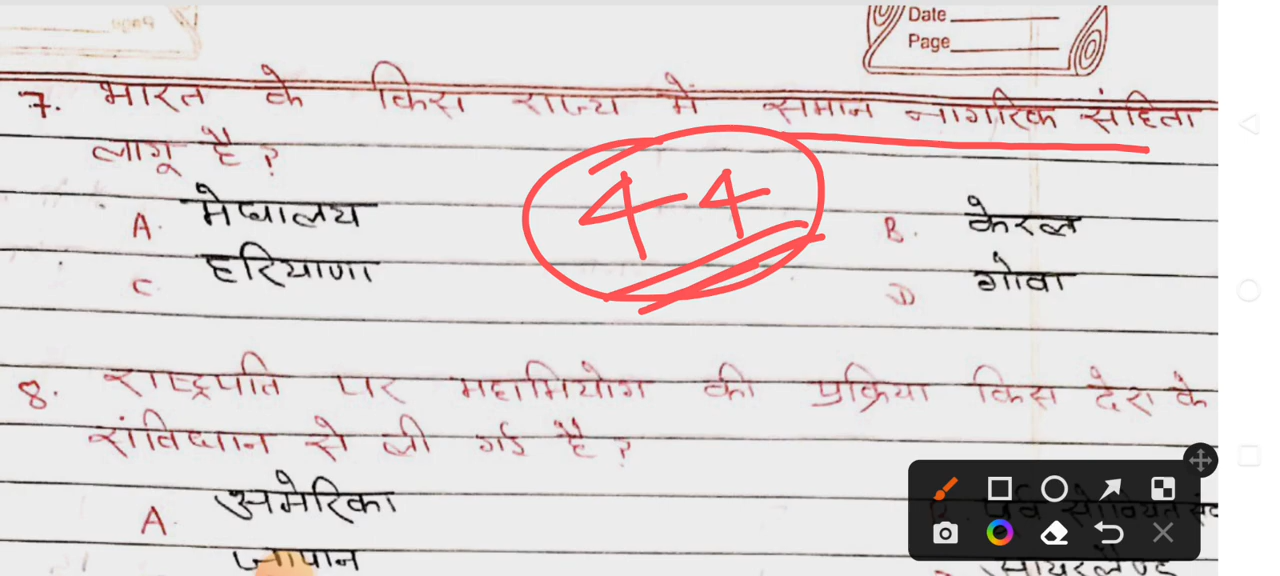 Date
Page
7. भारत के किस राज्य में समान नागरिक संहिता
लागू है?
44
A. मेघालय B. केरल
C हरियाणा D गोवा
8. राष्ट्रपति पर महाभियोग की प्रक्रिया किस देश के
संविधान से ली गई है?
A. अमेरिका
जापान